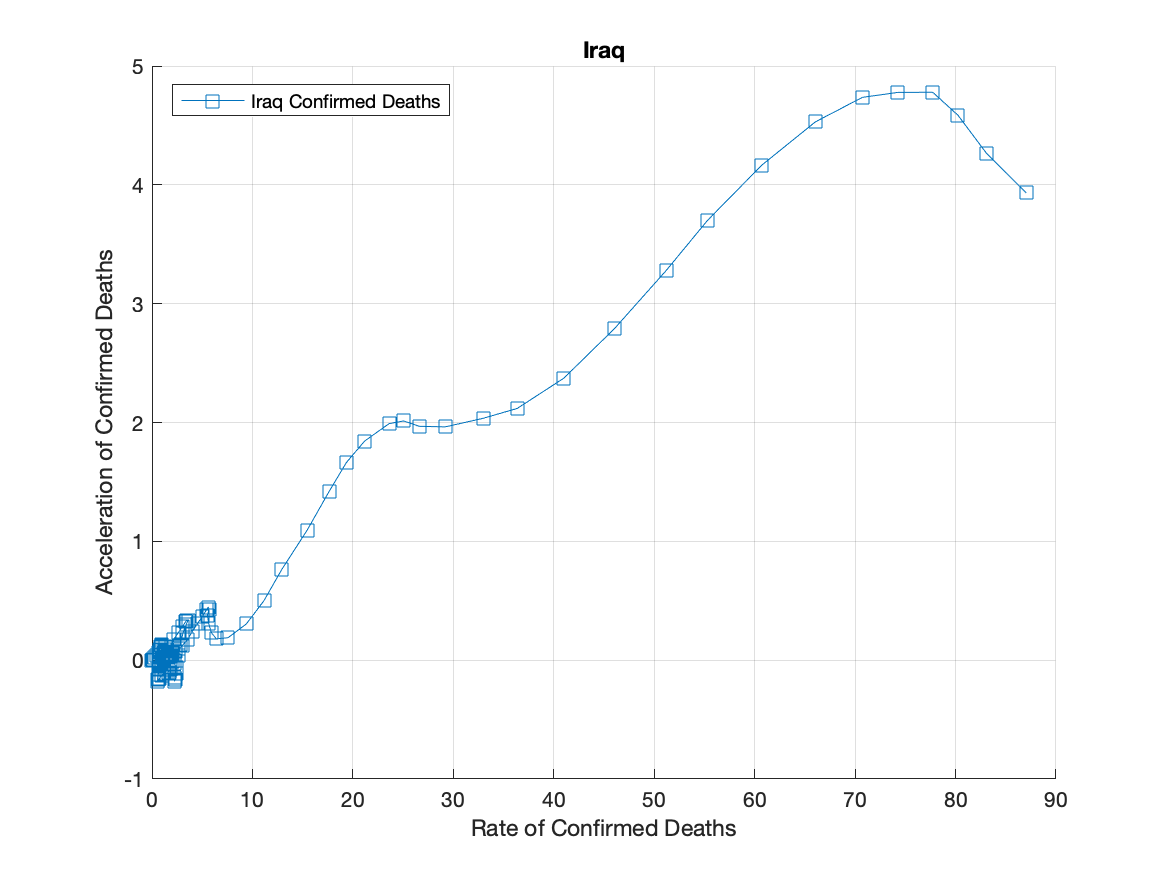 Iraq
Iraq Confirmed Deaths
5
4
3
2
1
0
-1
Acceleration of Confirmed Deaths
0 10 20 30 40 50 60 70 80 90
Rate of Confirmed Deaths